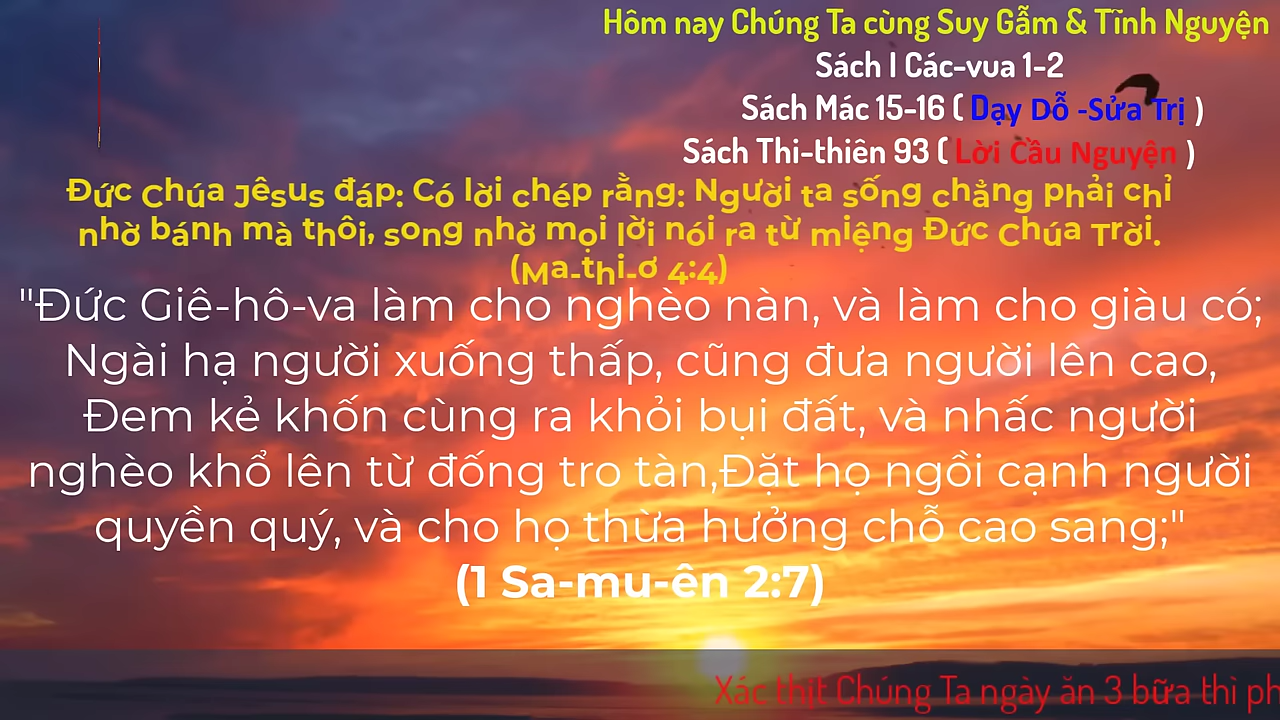 Hôm nay Chúng Ta cùng Suy Gẫm & Tĩnh Nguyện
Sách I Các-vua 1-2
Sách Mác 15-16 ( Dạy Dỗ -Sửa Trị )
Sách Thi-thiên 93 ( Lời Cầu Nguyện )
Đức Chúa Jêsus đáp: Có lời chép rằng: Người ta sống chẳng phải chỉ
nhờ bánh mà thôi, song nhờ mọi lời nói ra từ miệng Đức Chúa Trời.
(Ma-thi-ơ 4:4)
"Đức Giê-hô-va làm cho nghèo nàn, và làm cho giàu có;
Ngài hạ người xuống thấp, cũng đưa người lên cao,
Đem kẻ khốn cùng ra khỏi bụi đất, và nhấc người
nghèo khổ lên từ đống tro tàn,Đặt họ ngồi cạnh người
quyền quý, và cho họ thừa hưởng chỗ cao sang;"
(1 Sa-mu-ên 2:7)
Xác thịt Chúng Ta ngày ăn 3 bữa thì ph